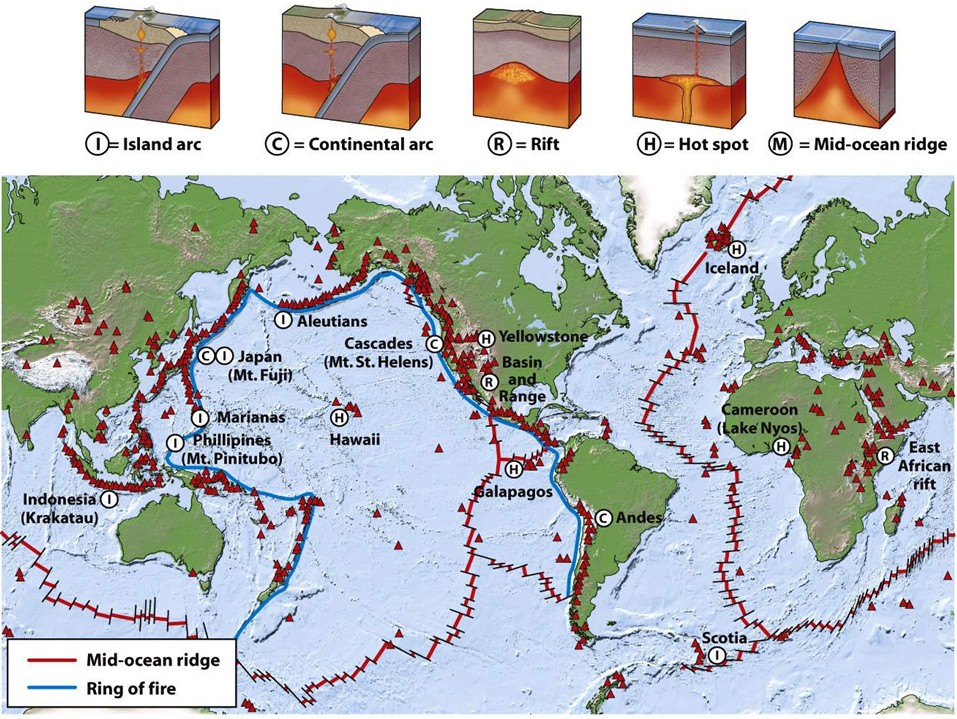 I = Island arc
C = Continental arc
R = Rift
H = Hot spot
M = Mid-ocean ridge
H
Iceland
I Aleutians
Cascades
(Mt. St. Helens)
C
H Yellowstone
Basin
and
Range
R
C I Japan
(Mt. Fuji)
I Marianas
I Phillipines
(Mt. Pinitubo)
H
Hawaii
Cameroon
(Lake Nyos)
H
R East
African
rift
H
Galapagos
Indonesia I
(Krakatau)
C Andes
Scotia
I
Mid-ocean ridge
Ring of fire